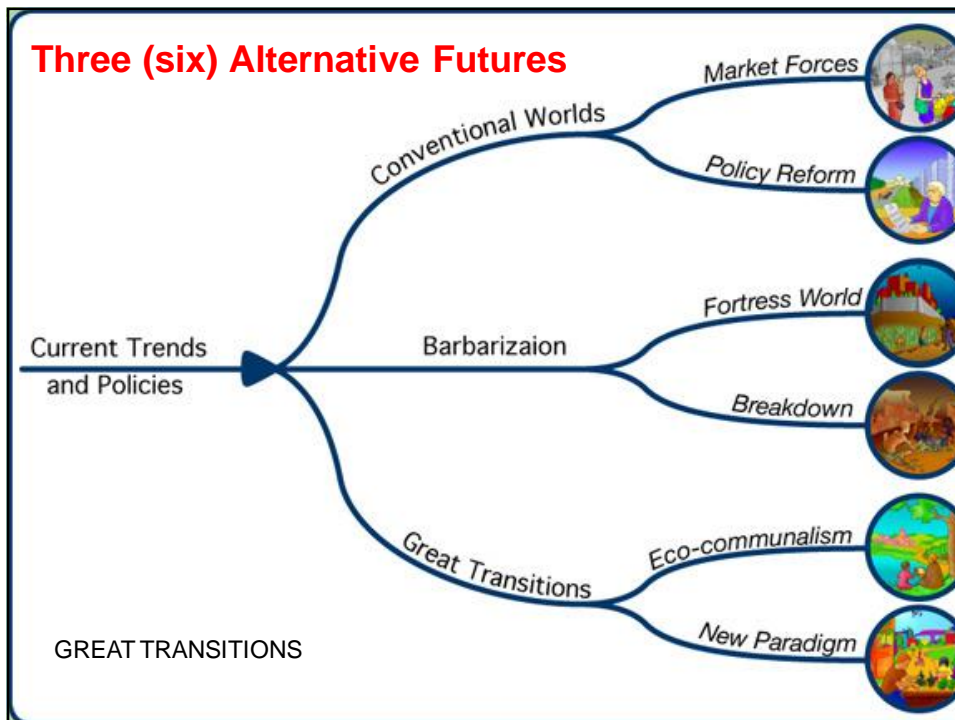 Three (six) Alternative Futures
Market Forces
Conventional Worlds
Policy Reform
Fortress World
Current Trends
and Policies
Barbarizaion
Breakdown
Great Transitions
Eco-communalism
New Paradigm
GREAT TRANSITIONS